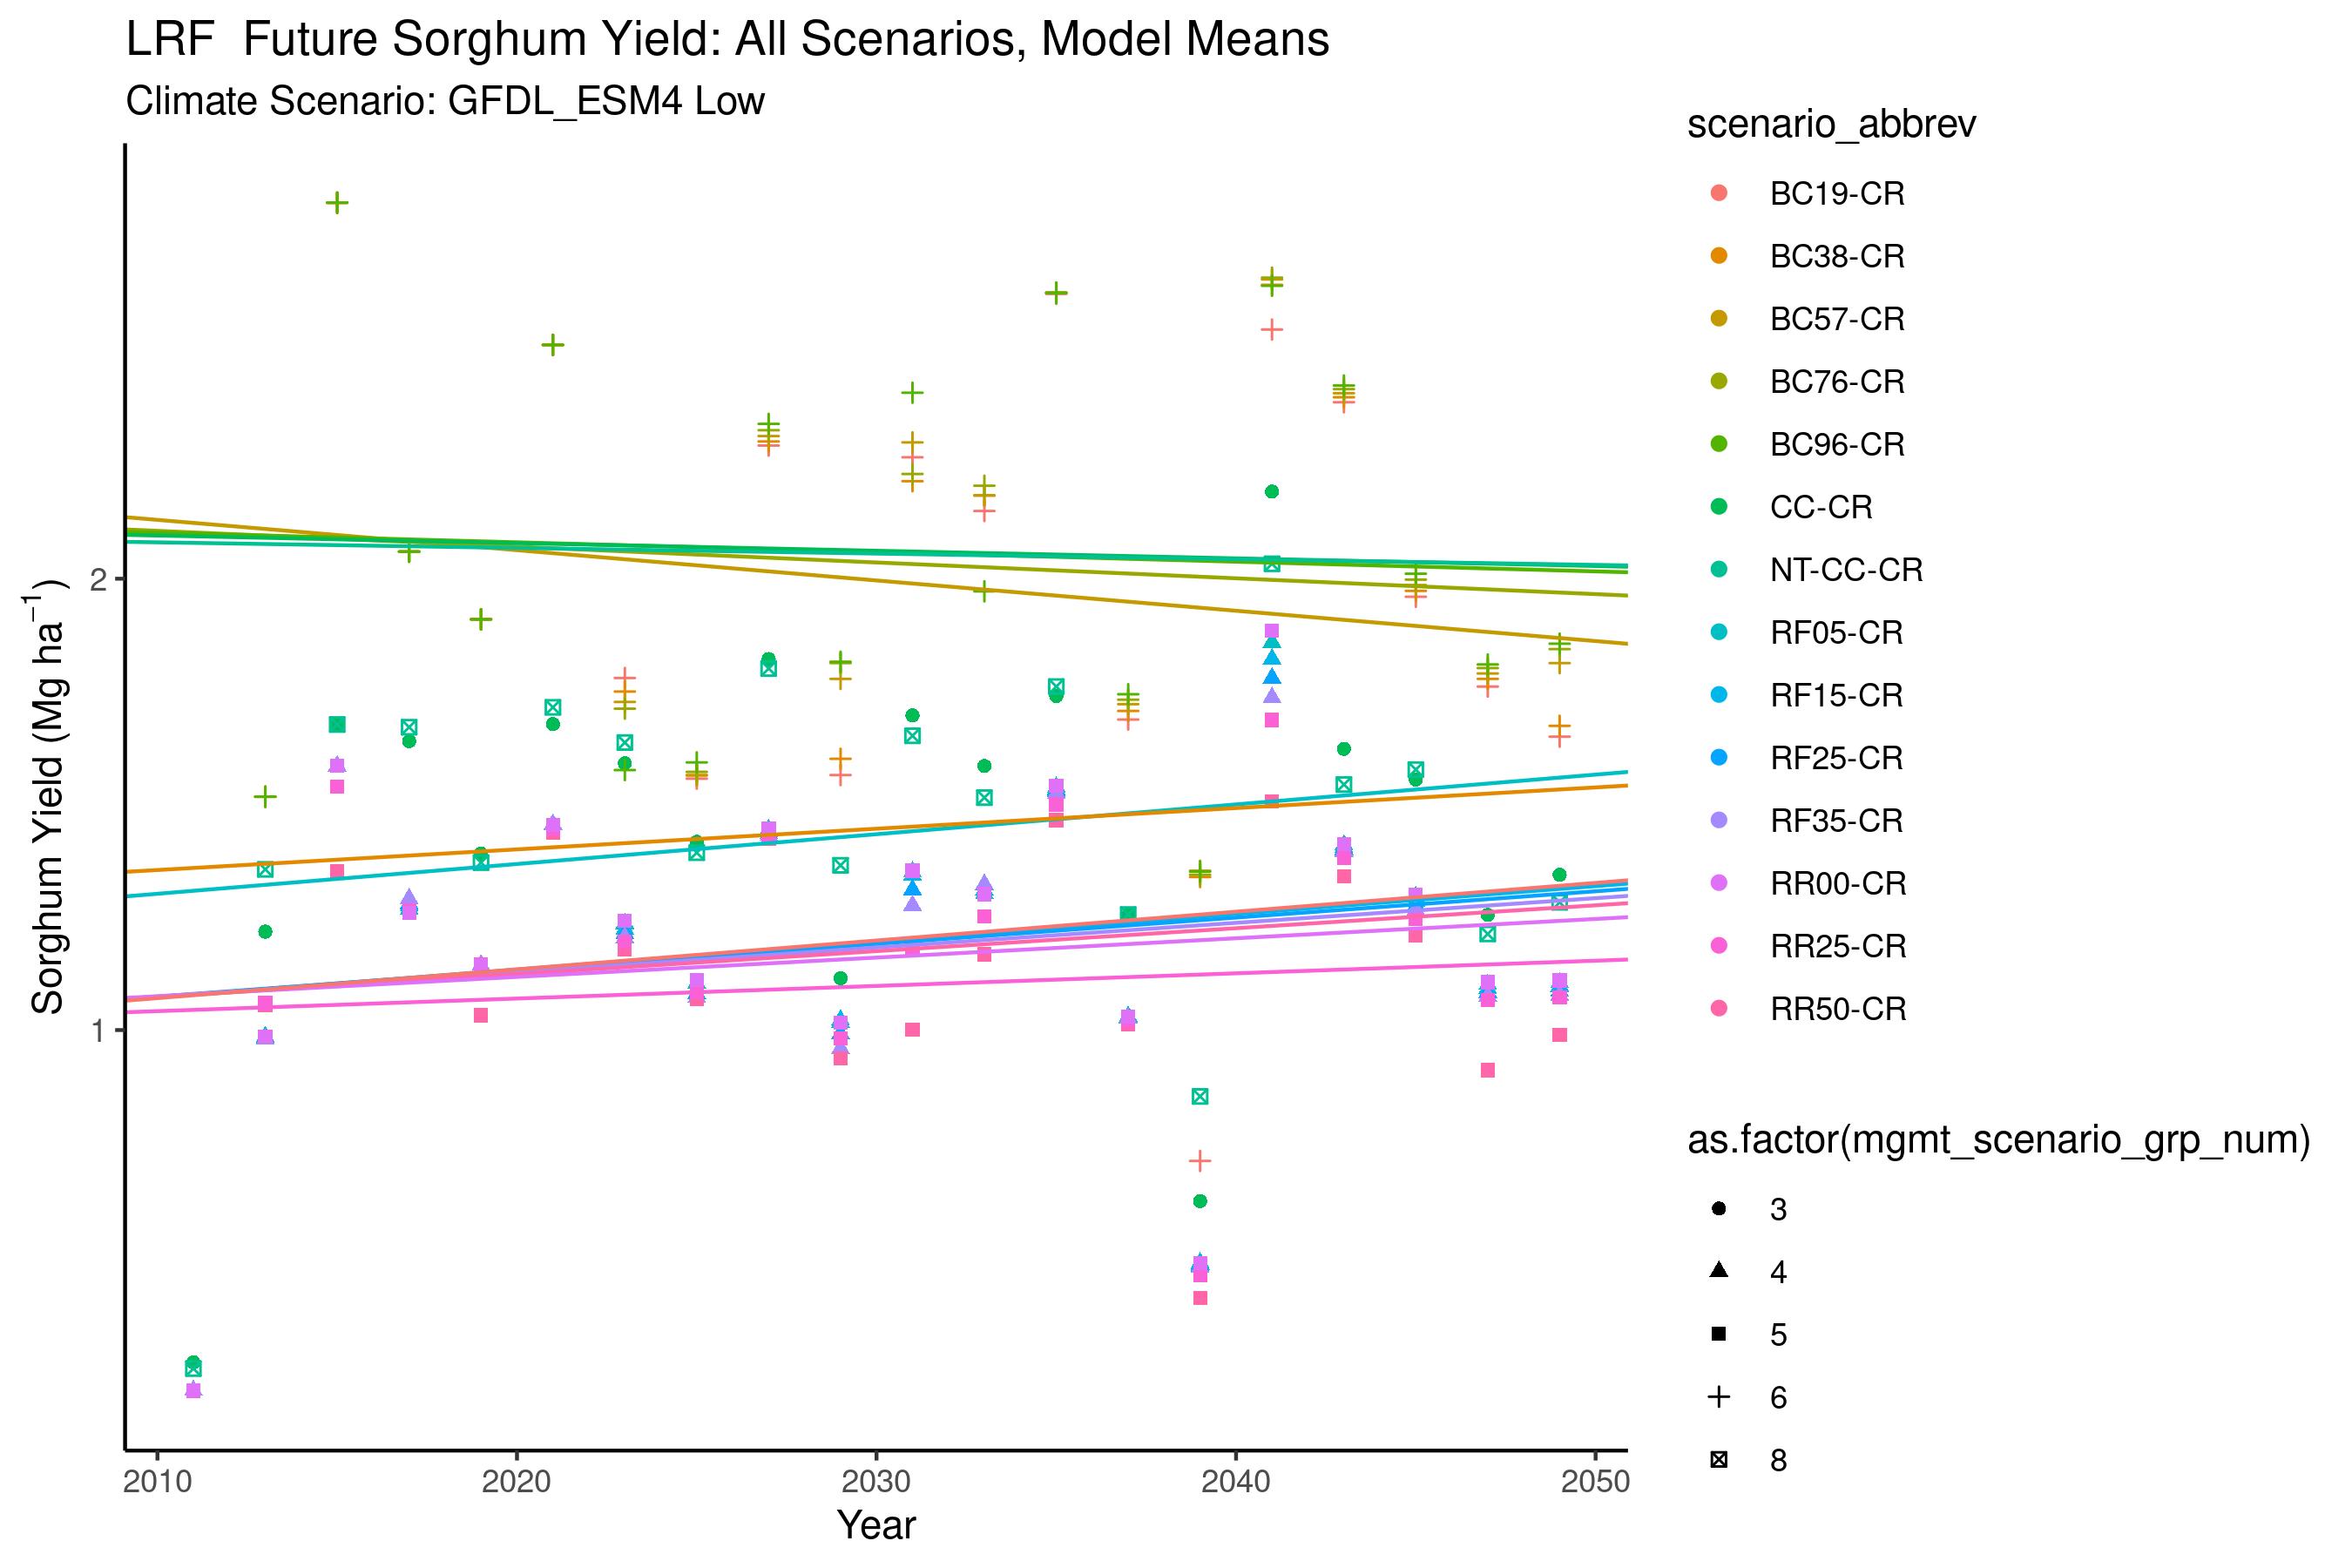 LRF  Future Sorghum Yield: All Scenarios, Model Means
Climate Scenario: GFDL_ESM4 Low
Sorghum Yield (Mg ha⁻¹)
2
1
2010
2020
2030
2040
2050
Year
scenario_abbrev
BC19-CR
BC38-CR
BC57-CR
BC76-CR
BC96-CR
CC-CR
NT-CC-CR
RF05-CR
RF15-CR
RF25-CR
RF35-CR
RR00-CR
RR25-CR
RR50-CR
as.factor(mgmt_scenario_grp_num)
3
4
5
6
8